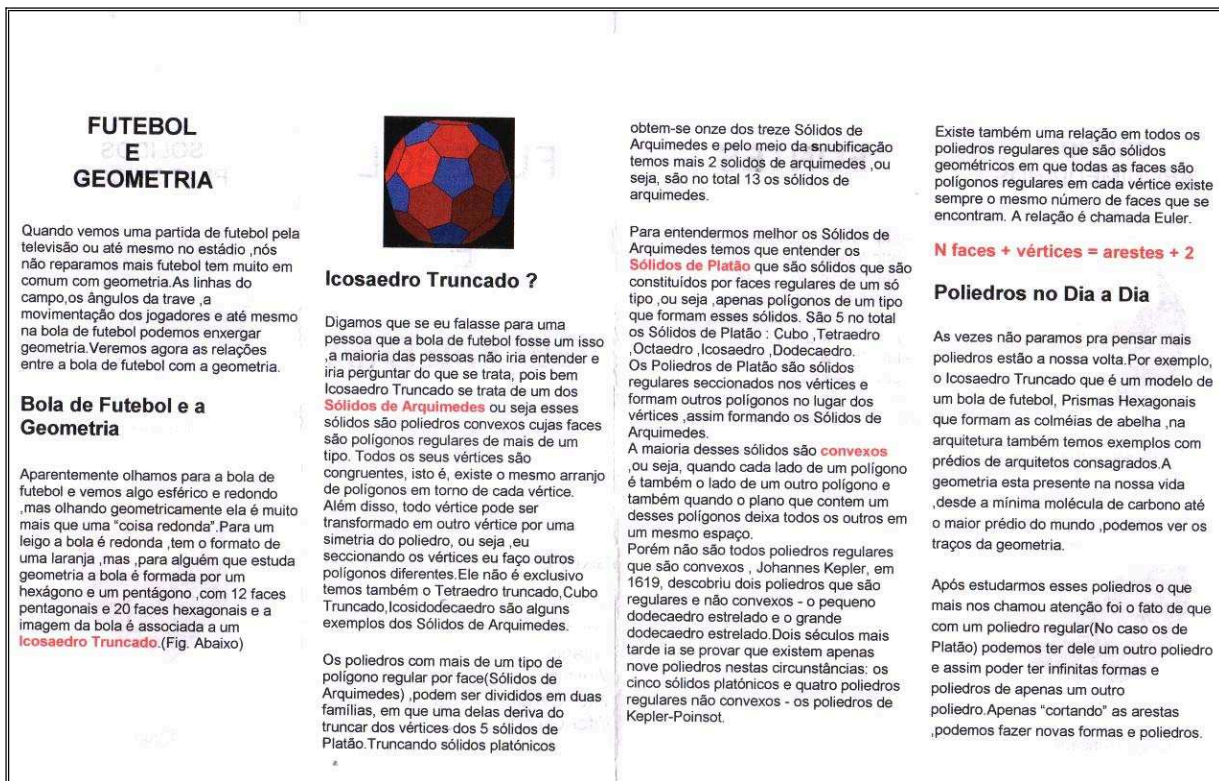 FUTEBOL
E
GEOMETRIA
Quando vemos uma partida de futebol pela
televisão ou até mesmo no estádio ,nós
não reparamos mais futebol tem muito em
comum com geometria.As linhas do
campo,os ângulos da trave ,a
movimentação dos jogadores e até mesmo
na bola de futebol podemos enxergar
geometria.Veremos agora as relações
entre a bola de futebol com a geometria.
Bola de Futebol e a
Geometria
Aparentemente olhamos para a bola de
futebol e vemos algo esférico e redondo
,mas olhando geometricamente ela é muito
mais que uma “coisa redonda”.Para um
leigo a bola é redonda ,tem o formato de
uma laranja ,mas ,para alguém que estuda
geometria a bola é formada por um
hexágono e um pentágono ,com 12 faces
pentagonais e 20 faces hexagonais e a
imagem da bola é associada a um
Icosaedro Truncado.(Fig. Abaixo)
Icosaedro Truncado ?
Digamos que se eu falasse para uma
pessoa que a bola de futebol fosse um isso
,a maioria das pessoas não iria entender e
iria perguntar do que se trata, pois bem
Icosaedro Truncado se trata de um dos
Sólidos de Arquimedes ou seja esses
sólidos são poliedros convexos cujas faces
são polígonos regulares de mais de um
tipo. Todos os seus vértices são
congruentes, isto é, existe o mesmo arranjo
de polígonos em torno de cada vértice.
Além disso, todo vértice pode ser
transformado em outro vértice por uma
simetria do poliedro, ou seja ,eu
seccionando os vértices eu faço outros
polígonos diferentes.Ele não é exclusivo
temos também o Tetraedro truncado,Cubo
Truncado,Icosidodecaedro são alguns
exemplos dos Sólidos de Arquimedes.
Os poliedros com mais de um tipo de
polígono regular por face(Sólidos de
Arquimedes) ,podem ser divididos em duas
famílias, em que uma delas deriva do
truncar dos vértices dos 5 sólidos de
Platão.Truncando sólidos platónicos
obtem-se onze dos treze Sólidos de
Arquimedes e pelo meio da snubificação
temos mais 2 solidos de arquimedes ,ou
seja, são no total 13 os sólidos de
arquimedes.
Para entendermos melhor os Sólidos de
Arquimedes temos que entender os
Sólidos de Platão que são sólidos que são
constituídos por faces regulares de um só
tipo ,ou seja ,apenas polígonos de um tipo
que formam esses sólidos. São 5 no total
os Sólidos de Platão : Cubo ,Tetraedro
,Octaedro ,Icosaedro ,Dodecaedro.
Os Poliedros de Platão são sólidos
regulares seccionados nos vértices e
formam outros polígonos no lugar dos
vértices ,assim formando os Sólidos de
Arquimedes.
A maioria desses sólidos são convexos
,ou seja, quando cada lado de um polígono
é também o lado de um outro polígono e
também quando o plano que contem um
desses polígonos deixa todos os outros em
um mesmo espaço.
Porém não são todos poliedros regulares
que são convexos , Johannes Kepler, em
1619, descobriu dois poliedros que são
regulares e não convexos - o pequeno
dodecaedro estrelado e o grande
dodecaedro estrelado.Dois séculos mais
tarde ia se provar que existem apenas
nove poliedros nestas circunstâncias: os
cinco sólidos platónicos e quatro poliedros
regulares não convexos - os poliedros de
Kepler-Poinsot.
Existe também uma relação em todos os
poliedros regulares que são sólidos
geométricos em que todas as faces são
polígonos regulares em cada vértice existe
sempre o mesmo número de faces que se
encontram. A relação é chamada Euler.
N faces + vértices = arestes + 2
Poliedros no Dia a Dia
As vezes não paramos pra pensar mais
poliedros estão a nossa volta.Por exemplo,
o Icosaedro Truncado que é um modelo de
um bola de futebol, Prismas Hexagonais
que formam as colméias de abelha ,na
arquitetura também temos exemplos com
prédios de arquitetos consagrados.A
geometria esta presente na nossa vida
,desde a mínima molécula de carbono até
o maior prédio do mundo ,podemos ver os
traços da geometria.
Após estudarmos esses poliedros o que
mais nos chamou atenção foi o fato de que
com um poliedro regular(No caso os de
Platão) podemos ter dele um outro poliedro
e assim poder ter infinitas formas e
poliedros de apenas um outro
poliedro.Apenas “cortando” as arestas
,podemos fazer novas formas e poliedros.